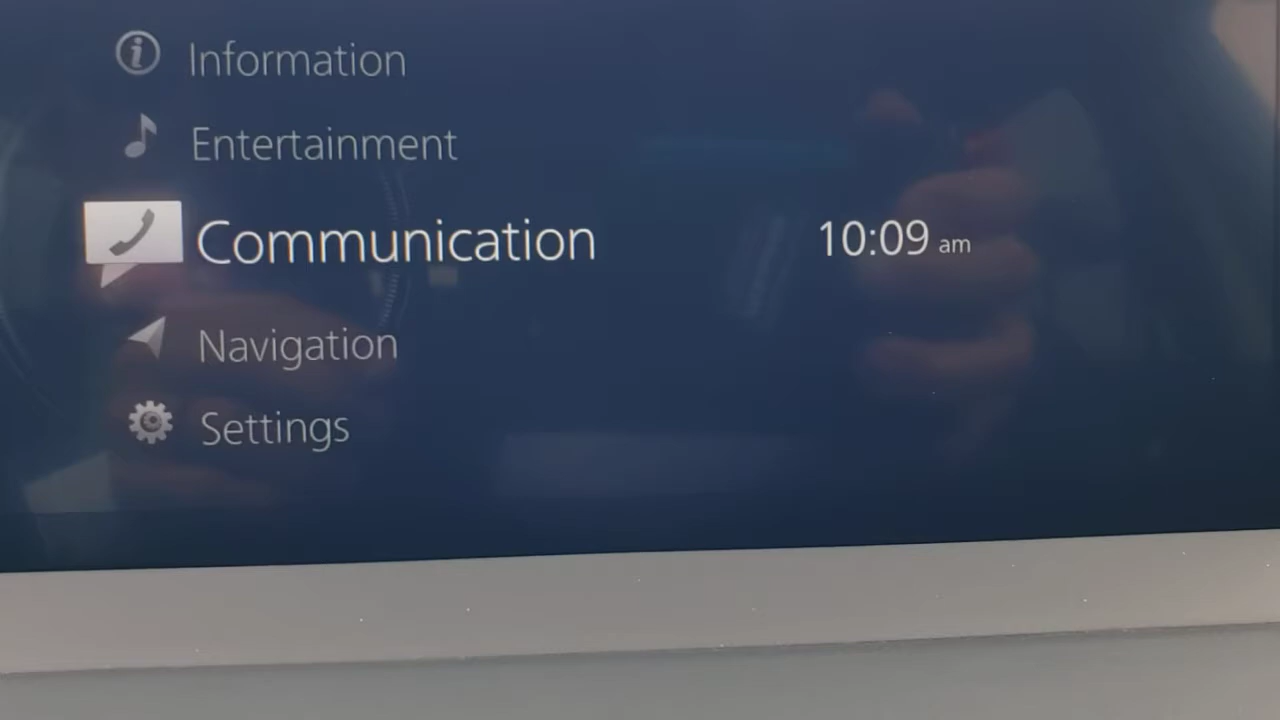 Information
Entertainment
Communication
10:09 am
Navigation
Settings